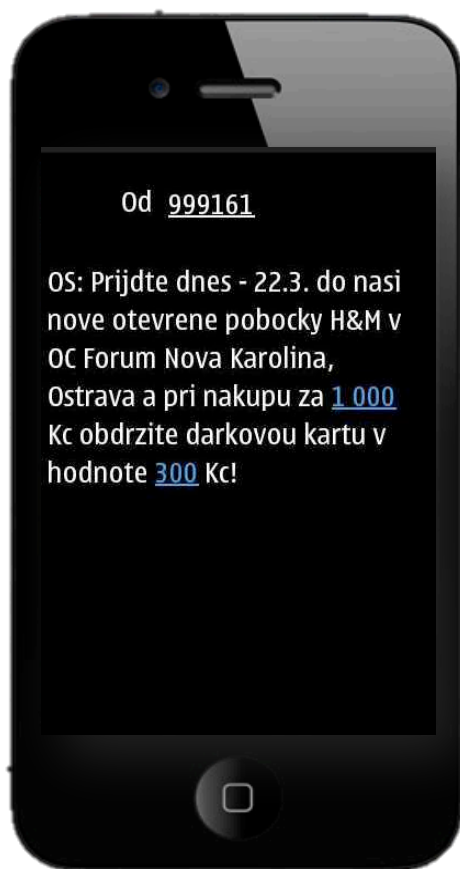 Od 999161
OS: Prijdte dnes - 22.3. do nasi
nove otevrene pobocky H&M v
OC Forum Nova Karolina,
Ostrava a pri nakupu za 1 000
Kc obdrzite darkovou kartu v
hodnote 300 Kc!